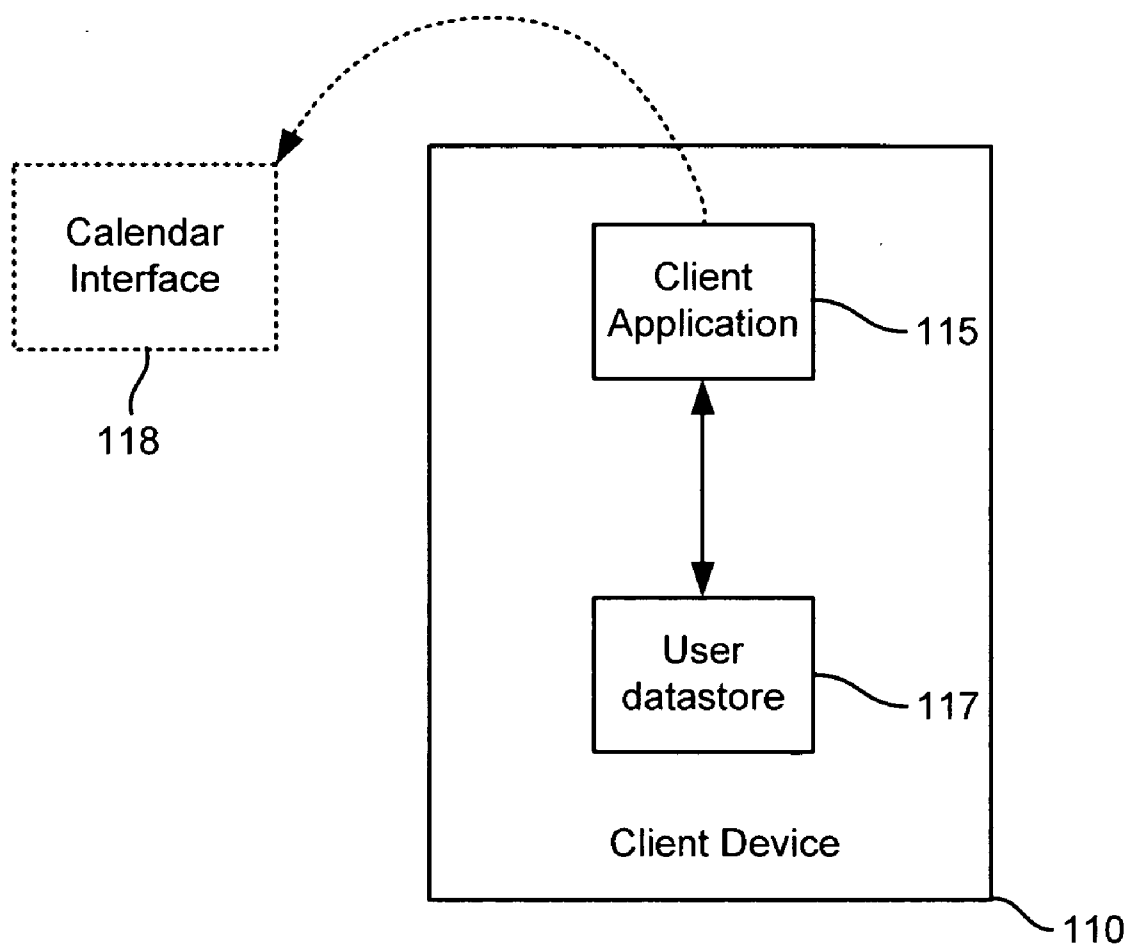 Calendar
Interface
118
Client
Application
115
User
datastore
117
Client Device
110